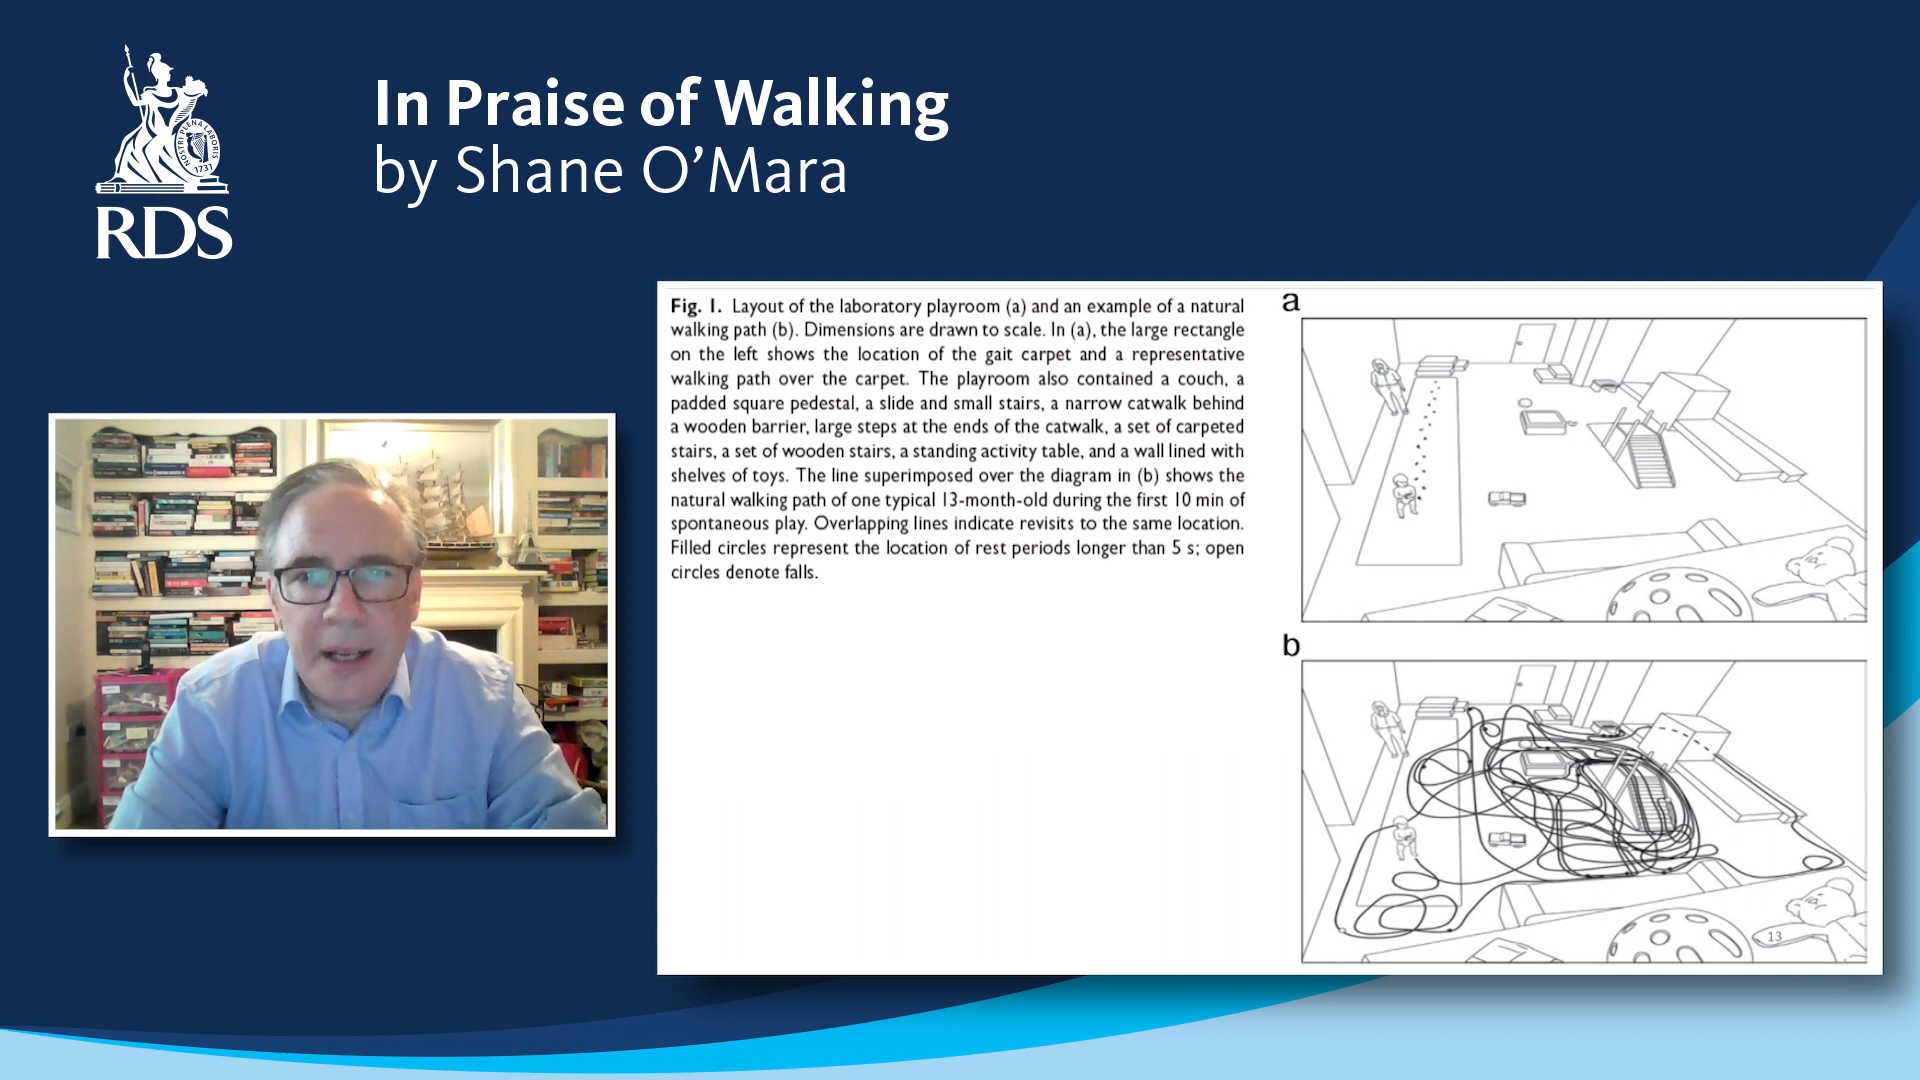 In Praise of Walking
by Shane O’Mara
NOSTRI PLENA LABORIS
1731
RDS
Fig. 1. Layout of the laboratory playroom (a) and an example of a natural
walking path (b). Dimensions are drawn to scale. In (a), the large rectangle
on the left shows the location of the gait carpet and a representative
walking path over the carpet. The playroom also contained a couch, a
padded square pedestal, a slide and small stairs, a narrow catwalk behind
a wooden barrier, large steps at the ends of the catwalk, a set of carpeted
stairs, a set of wooden stairs, a standing activity table, and a wall lined with
shelves of toys. The line superimposed over the diagram in (b) shows the
natural walking path of one typical 13-month-old during the first 10 min of
spontaneous play. Overlapping lines indicate revisits to the same location.
Filled circles represent the location of rest periods longer than 5 s; open
circles denote falls.
a
b
13